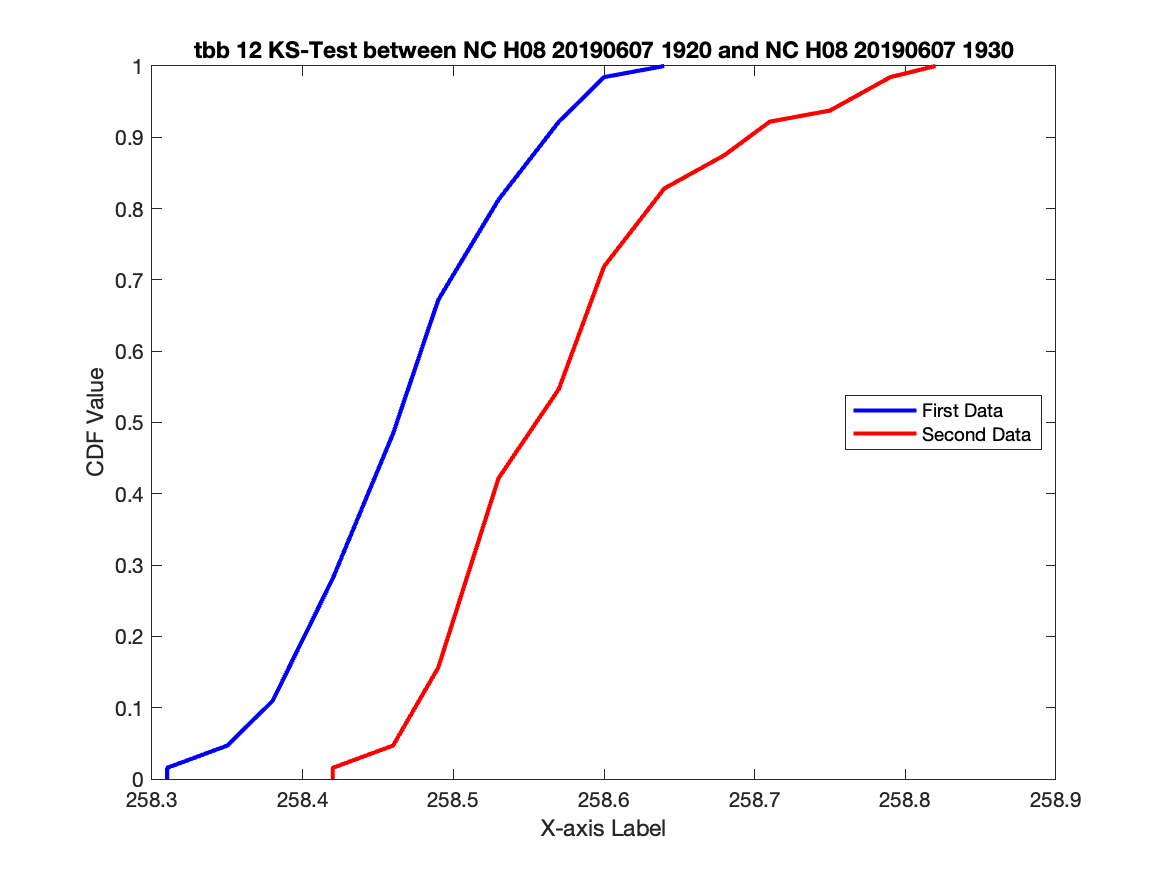 tbb 12 KS-Test between NC H08 20190607 1920 and NC H08 20190607 1930
1
0.9
0.8
0.7
0.6
0.5
0.4
0.3
0.2
0.1
0
CDF Value
First Data
Second Data
258.3 258.4 258.5 258.6 258.7 258.8 258.9
X-axis Label